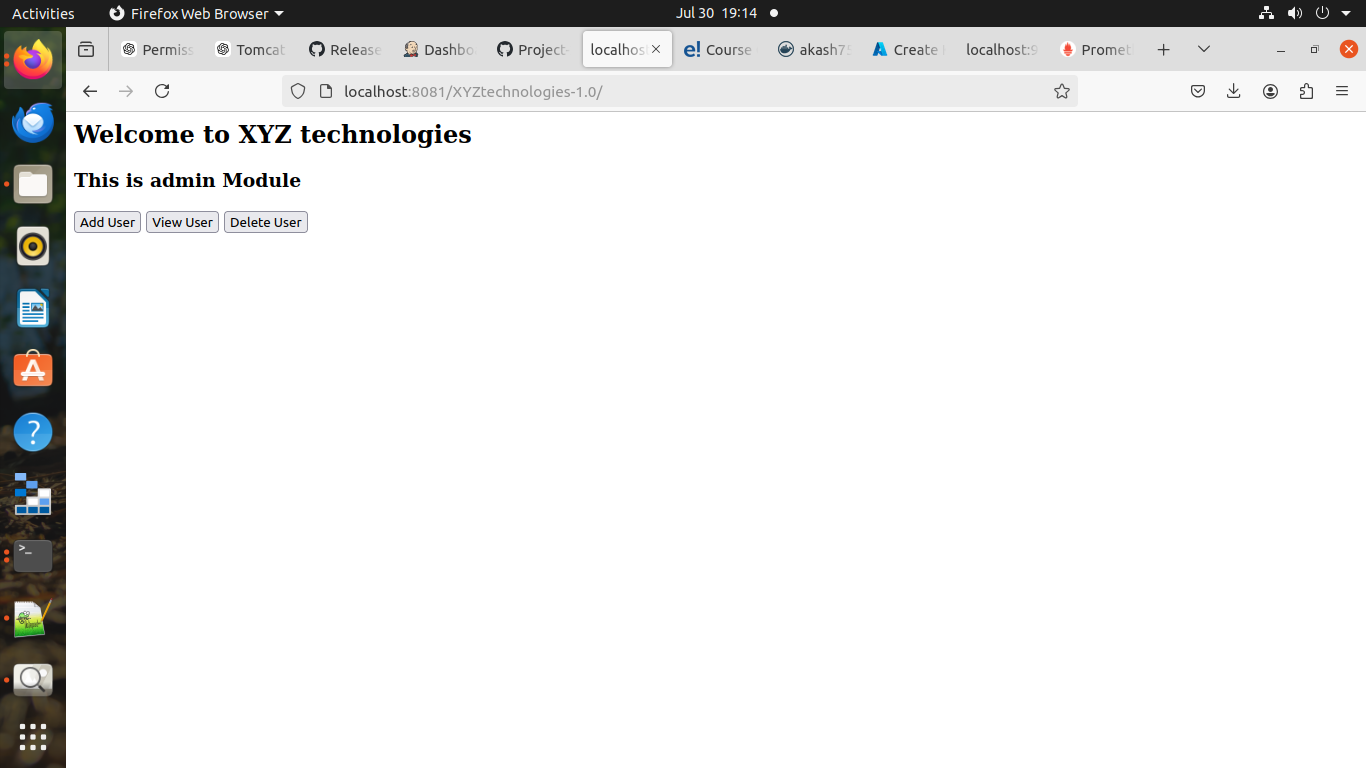 Activities Firefox Web Browser Jul 30 19:14
Permiss Tomcat Release Dashbo Project- localhost e! Course akash75 Create localhost:9 Promet
localhost:8081/XYZtechnologies-1.0/
Welcome to XYZ technologies
This is admin Module
Add User View User Delete User